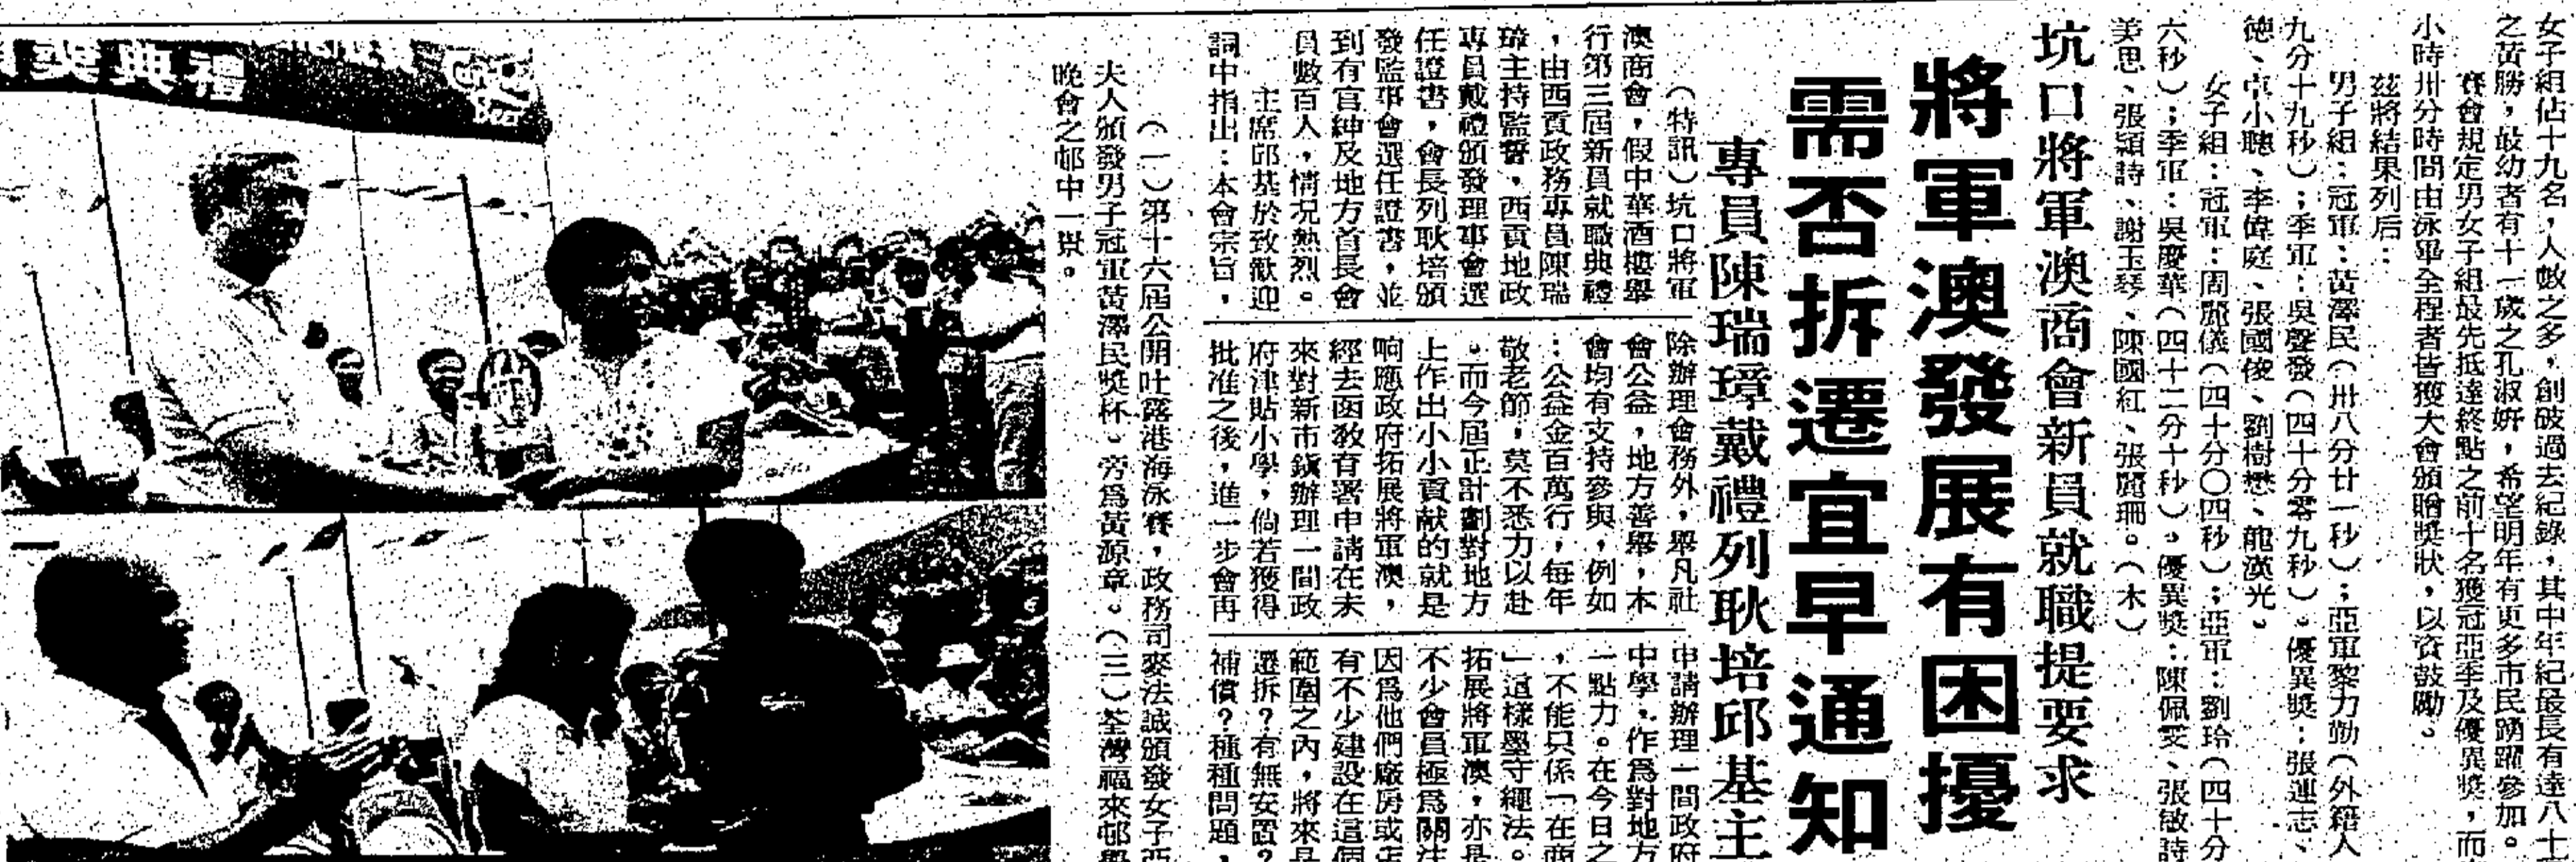 女子組佔十九名，人數之多，創破過去紀錄，其中年紀最長有達八十
之黃勝，最幼者有十一歲之孔淑妍，希望明年有更多市民踴躍參加。
賽會規定男女子組最先抵達終點之前十名獲冠亞季及優異獎，而
小時卅分時間由泳畢全程者皆獲大會頒贈獎狀，以資鼓勵。
茲將結果列后：
男子組：冠軍：黃澤民（卅八分廿一秒）；亞軍黎力勤（外籍人
九分十九秒）；季軍：吳聲發（四十分零九秒）。優異獎：張運志、
德、卓小聰、李偉庭、張國俊、劉樹懋、龍漢光。
女子組：冠軍：周麗儀（四十分〇四秒）；亞軍：劉玲（四十分
六秒）；季軍：吳慶華（四十二分十秒）。優異獎：陳佩雯、張敏詩
美思、張穎詩、謝玉琴、陳國紅、張麗珊。（木）
坑口將軍澳商會新員就職提要求
將軍澳發展有困擾
需否拆遷宜早通知
專員陳瑞璋戴禮列耿培邱基主
（特訊）坑口將軍
澳商會，假中華酒樓舉
行第三屆新員就職典禮
，由西貢政務專員陳瑞
璋主持監誓，西貢地政
專員戴禮頒發理事會選
任證書，會長列耿培頒
發監事會選任證書，並
到有官紳及地方首長會
員數百人，情况熱烈。
主席邱基於致歡迎
詞中指出：本會宗旨，
除辦理會務外，舉凡社
會公益，地方善舉，本
會均有支持參與，例如
：公益金百萬行，每年
敬老節，莫不悉力以赴
。而今屆正計劃對地方
上作出小小貢献的就是
响應政府拓展將軍澳，
經去函教育署申請在未
來對新市鎮辦理一間政
府津貼小學，倘若獲得
批准之後，進一步會再
申請辦理一間政府
中學，作爲對地方
一點力。在今日之
，不能只係「在商
」這樣墨守繩法。
拓展將軍澳，亦是
不少會員極爲關注
因爲他們廠房或店
有不少建設在這個
範圍之內，將來是
遷拆？有無安置？
補償？種種問題，
（一）第十六屆公開吐露港海泳賽，政務司麥法誠頒發女子亞
夫人頒發男子冠軍黃澤民獎杯。旁爲黃源章。（三）荃灣福來邨舉
晚會之邨中一景。
獎典禮